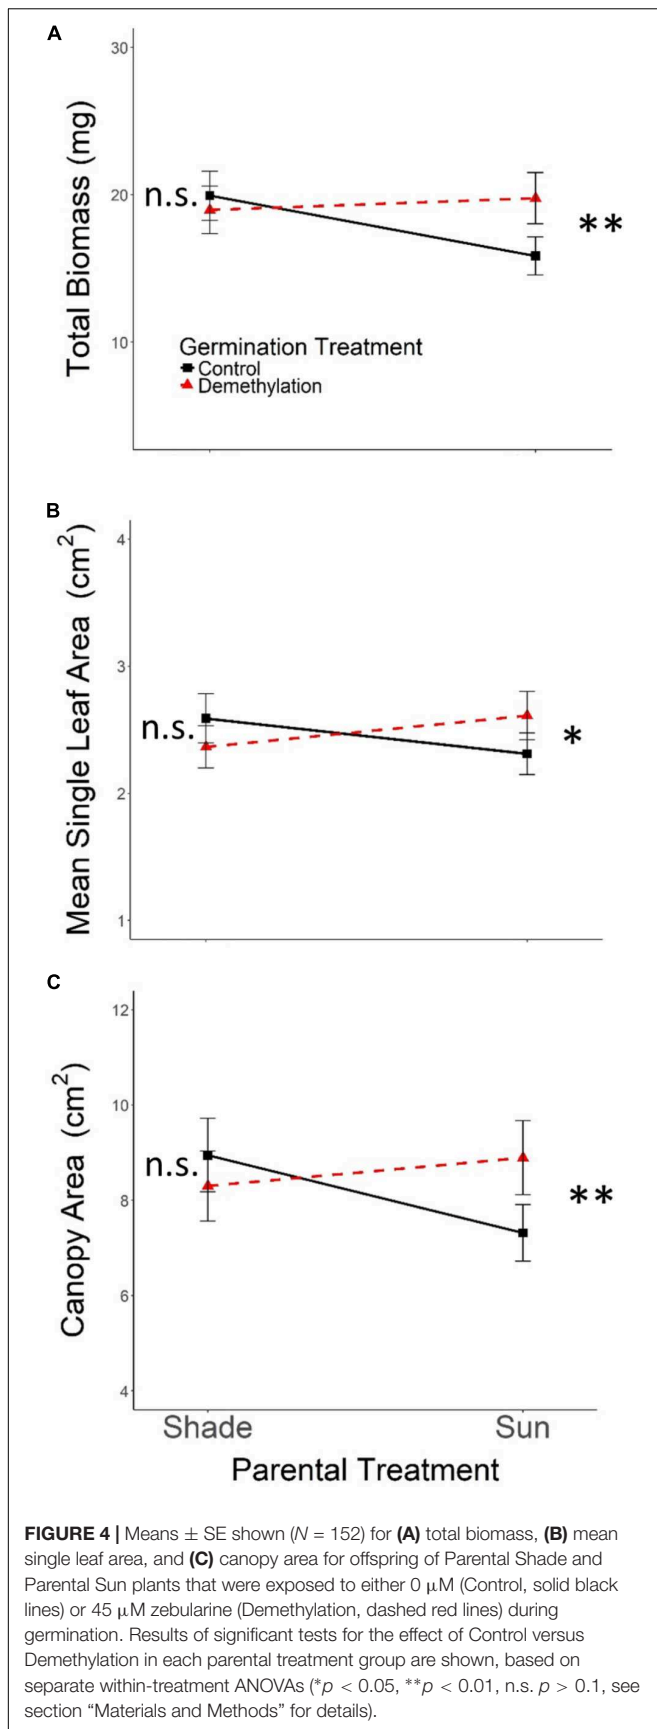 A
30
Total Biomass (mg)
n.s.
20
**
Germination Treatment
Control
Demethylation
10
B
4
Mean Single Leaf Area (cm²)
3
n.s.
*
2
1
C
12
Canopy Area (cm²)
10
n.s.
8
**
6
4
Shade Sun
Parental Treatment
FIGURE 4 | Means ± SE shown (N = 152) for (A) total biomass, (B) mean
single leaf area, and (C) canopy area for offspring of Parental Shade and
Parental Sun plants that were exposed to either 0 μM (Control, solid black
lines) or 45 μM zebularine (Demethylation, dashed red lines) during
germination. Results of significant tests for the effect of Control versus
Demethylation in each parental treatment group are shown, based on
separate within-treatment ANOVAs (*p < 0.05, **p < 0.01, n.s. p > 0.1, see
section “Materials and Methods” for details).